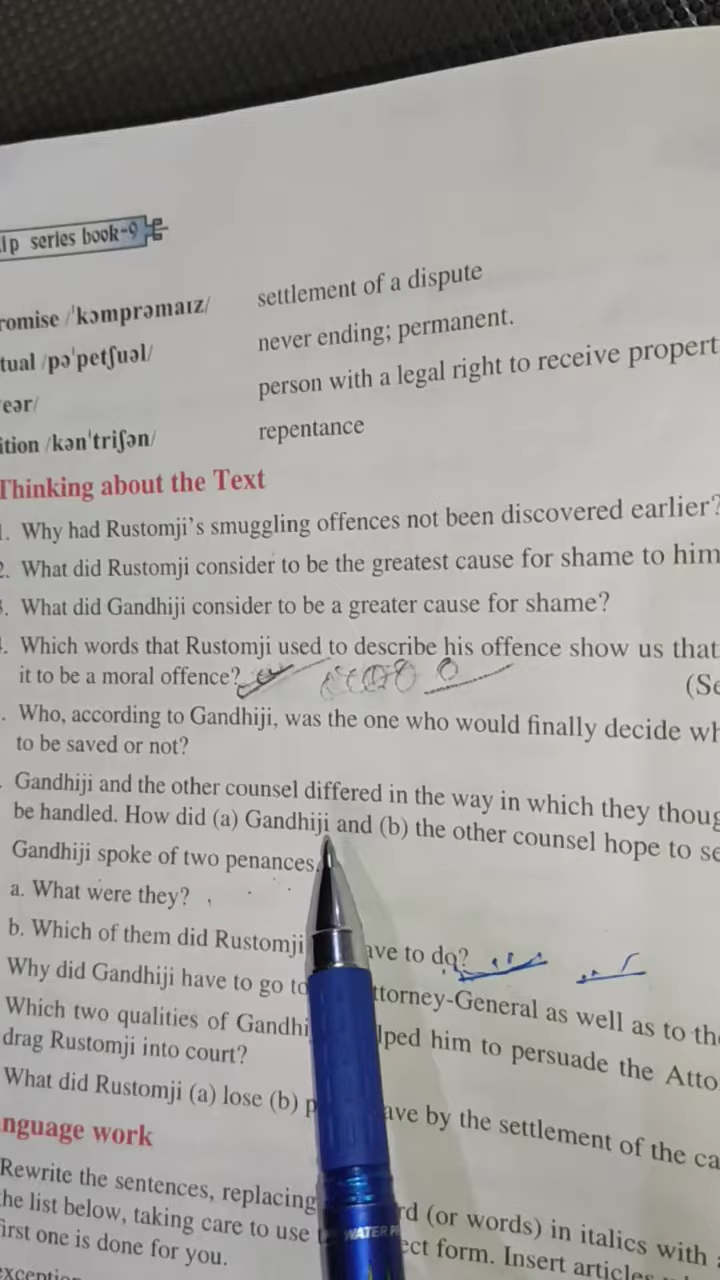 lp series book-9
romise /'kɔmprəmaɪz/ settlement of a dispute
tual /pə'petʃuəl/ never ending; permanent.
eər/ person with a legal right to receive propert
ition /kən'triʃən/ repentance
Thinking about the Text
1. Why had Rustomji's smuggling offences not been discovered earlier?
2. What did Rustomji consider to be the greatest cause for shame to him
3. What did Gandhiji consider to be a greater cause for shame?
. Which words that Rustomji used to describe his offence show us that
it to be a moral offence? (Se
. Who, according to Gandhiji, was the one who would finally decide wh
to be saved or not?
. Gandhiji and the other counsel differed in the way in which they thoug
be handled. How did (a) Gandhiji and (b) the other counsel hope to se
Gandhiji spoke of two penances.
a. What were they?
b. Which of them did Rustomji ave to do?
Why did Gandhiji have to go to ttorney-General as well as to th
Which two qualities of Gandhi lped him to persuade the Atto
drag Rustomji into court?
What did Rustomji (a) lose (b) p ave by the settlement of the ca
nguage work
Rewrite the sentences, replacing rd (or words) in italics with
he list below, taking care to use ect form. Insert article
first one is done for you.
WATER P